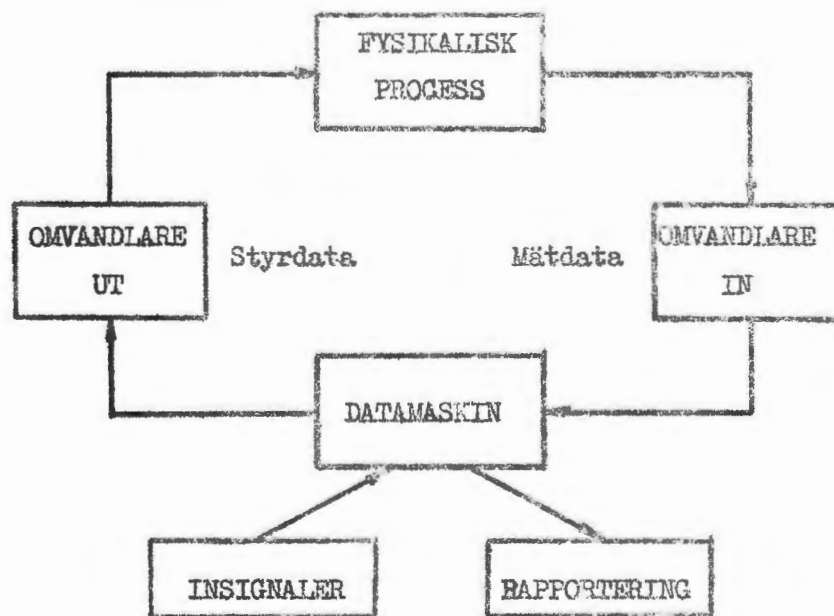 FYSIKALISK
PROCESS
OMVANDLARE
UT
Styrdata
Mätdata
OMVANDLARE
IN
DATAMASKIN
INSIGNALER
RAPPORTERING